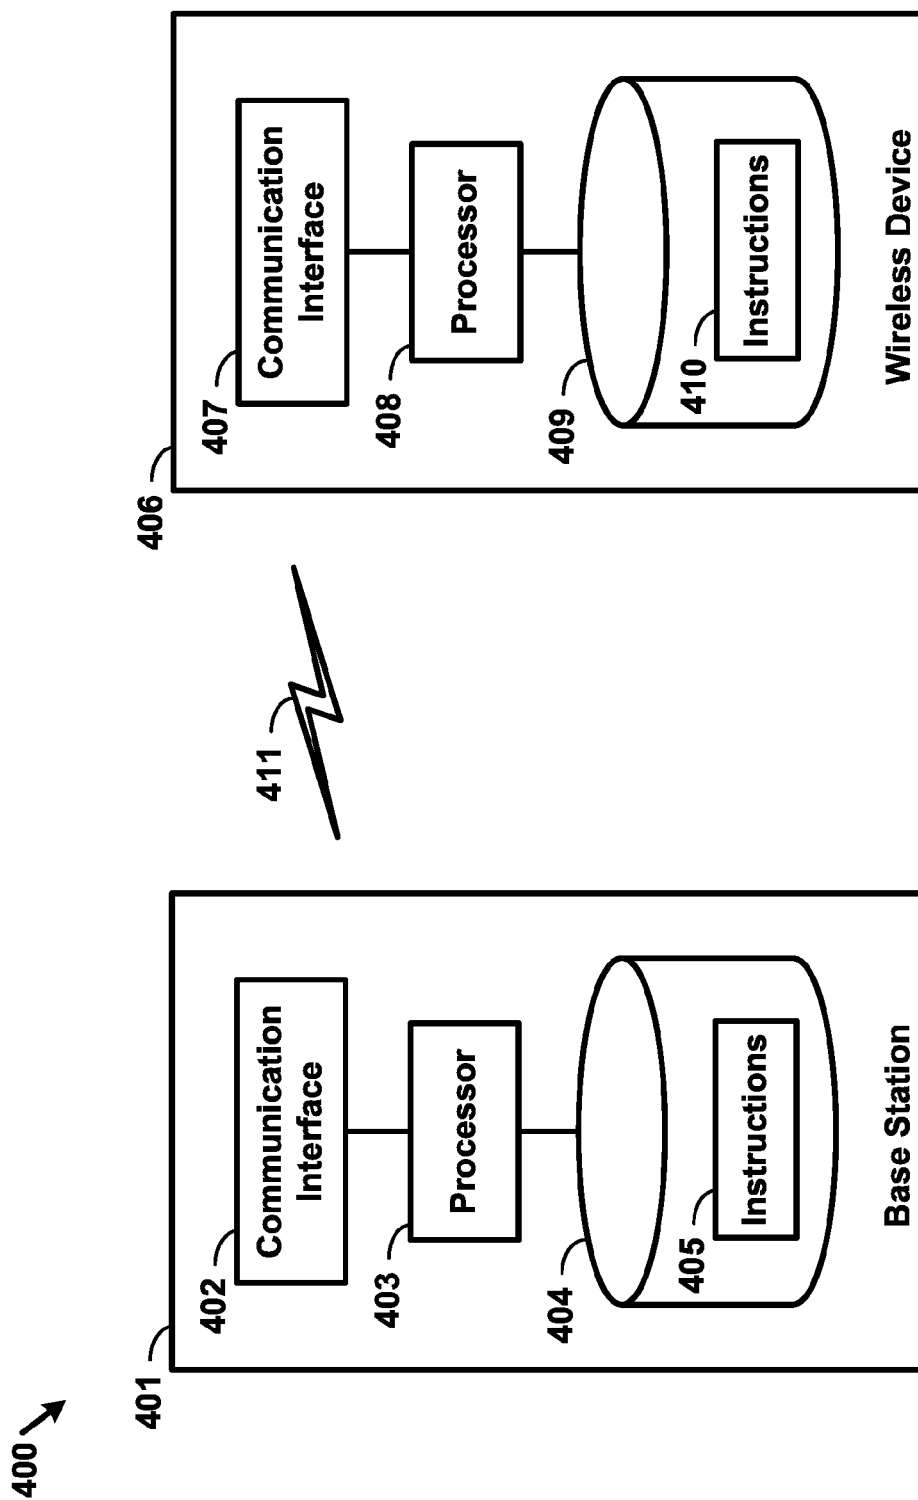 400
401
402
Communication
Interface
403
Processor
404
405
Instructions
Base Station
411
406
407
Communication
Interface
408
Processor
409
410
Instructions
Wireless Device